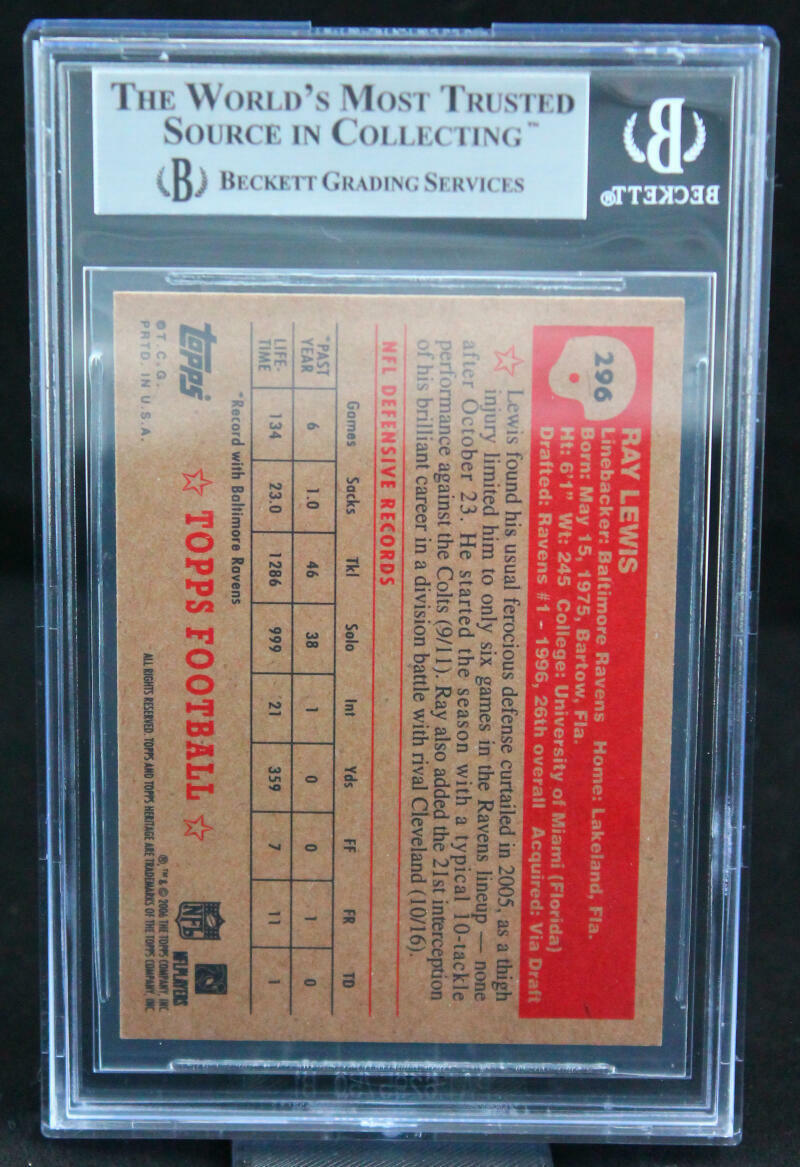 THE WORLD'S MOST TRUSTED
SOURCE IN COLLECTING™
B BECKETT GRADING SERVICES
B
BECKETT®
296
RAY LEWIS
Linebacker: Baltimore Ravens Home: Lakeland, Fla.
Born: May 15, 1975, Bartow, Fla.
Ht: 6'1" Wt: 245 College: University of Miami (Florida)
Drafted: Ravens #1 - 1996, 26th overall Acquired: Via Draft
Lewis found his usual ferocious defense curtailed in 2005, as a thigh
injury limited him to only six games in the Ravens lineup — none
after October 23. He started the season with a typical 10-tackle
performance against the Colts (9/11). Ray also added the 21st interception
of his brilliant career in a division battle with rival Cleveland (10/16).
NFL DEFENSIVE RECORDS
Games Sacks Tkl Solo Int Yds FF FR TD
*PAST YEAR 6 1.0 46 38 1 0 0 1 0
LIFE-TIME 134 23.0 1286 999 21 359 7 11 1
*Record with Baltimore Ravens
topps
TOPPS FOOTBALL
NFL
NFLPLAYERS
©T.C.G.
PRTD. IN U.S.A.
®, ™ & © 2006 THE TOPPS COMPANY, INC.
ALL RIGHTS RESERVED. TOPPS AND TOPPS HERITAGE ARE TRADEMARKS OF THE TOPPS COMPANY, INC.